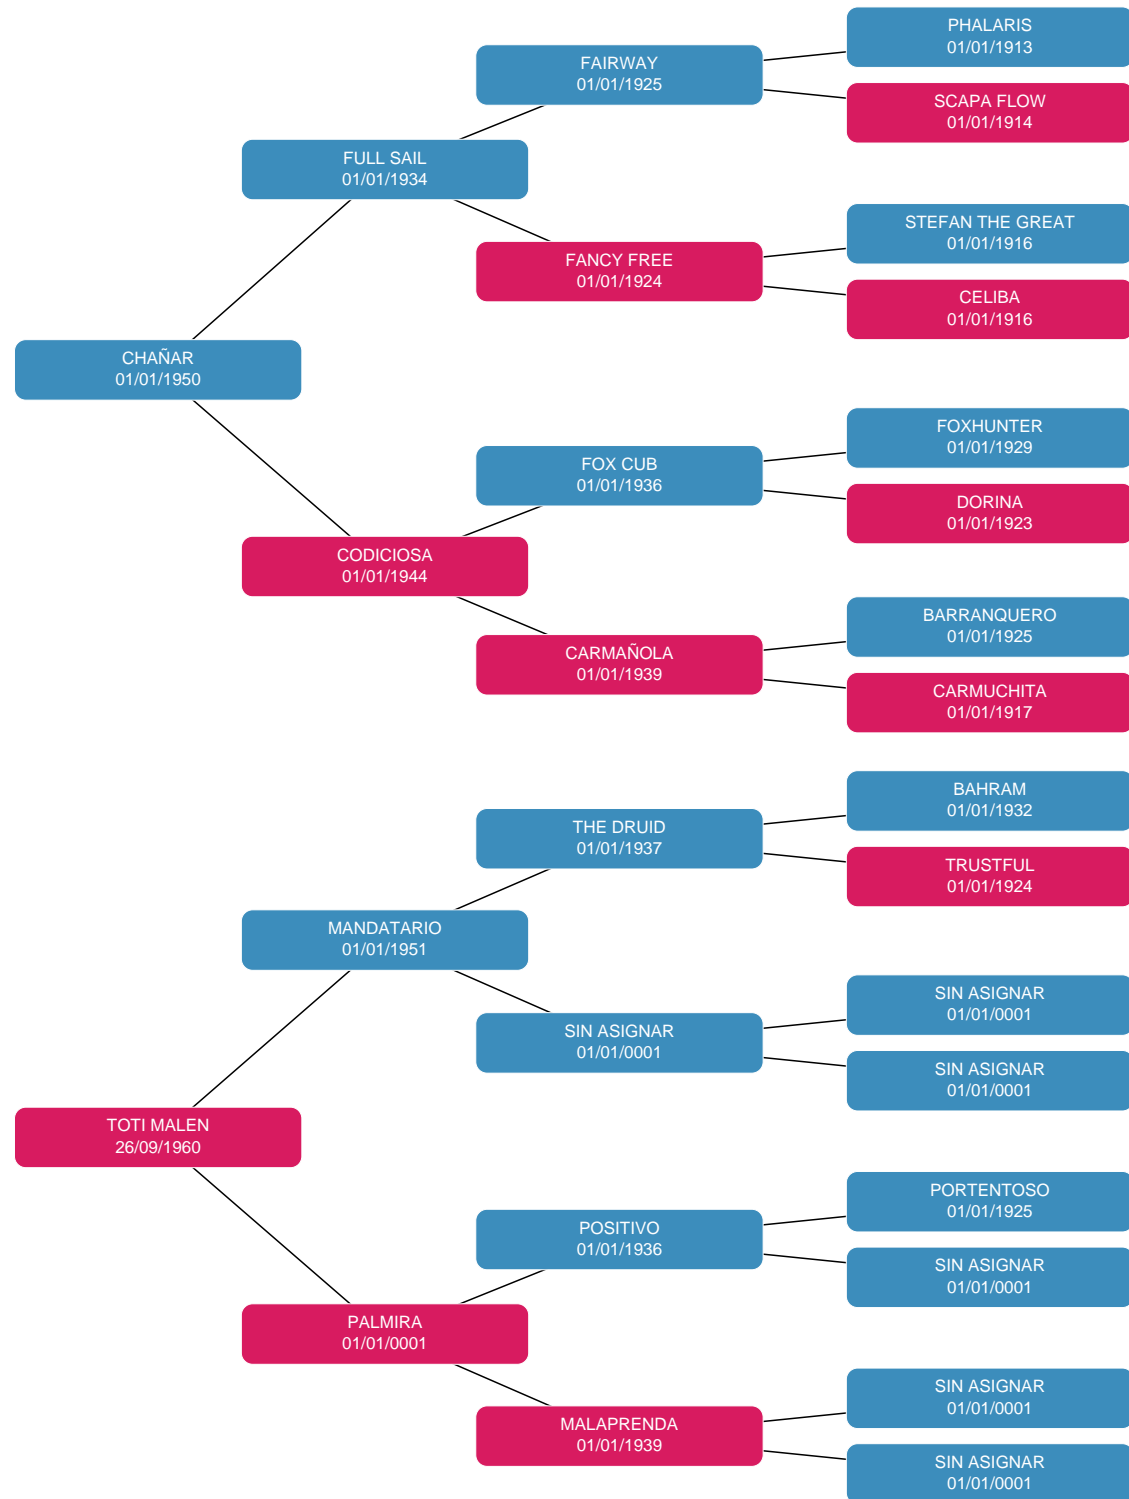 PHALARIS
01/01/1913
FAIRWAY
01/01/1925
SCAPA FLOW
01/01/1914
FULL SAIL
01/01/1934
STEFAN THE GREAT
01/01/1916
FANCY FREE
01/01/1924
CELIBA
01/01/1916
CHAÑAR
01/01/1950
FOXHUNTER
01/01/1929
FOX CUB
01/01/1936
DORINA
01/01/1923
CODICIOSA
01/01/1944
BARRANQUERO
01/01/1925
CARMAÑOLA
01/01/1939
CARMUCHITA
01/01/1917
BAHRAM
01/01/1932
THE DRUID
01/01/1937
TRUSTFUL
01/01/1924
MANDATARIO
01/01/1951
SIN ASIGNAR
01/01/0001
SIN ASIGNAR
01/01/0001
SIN ASIGNAR
01/01/0001
TOTI MALEN
26/09/1960
PORTENTOSO
01/01/1925
POSITIVO
01/01/1936
SIN ASIGNAR
01/01/0001
PALMIRA
01/01/0001
SIN ASIGNAR
01/01/0001
MALAPRENDA
01/01/1939
SIN ASIGNAR
01/01/0001